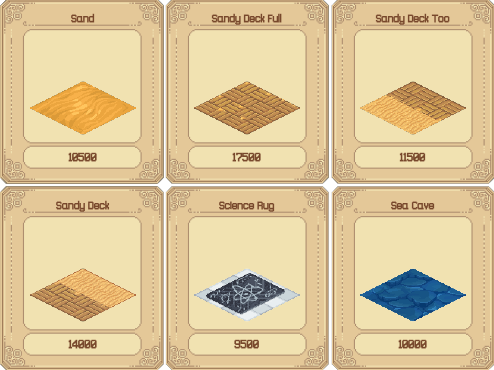 Sand
Sandy Deck Full
Sandy Deck Too
10500
17500
11500
Sandy Deck
Science Rug
Sea Cave
14000
9500
10000